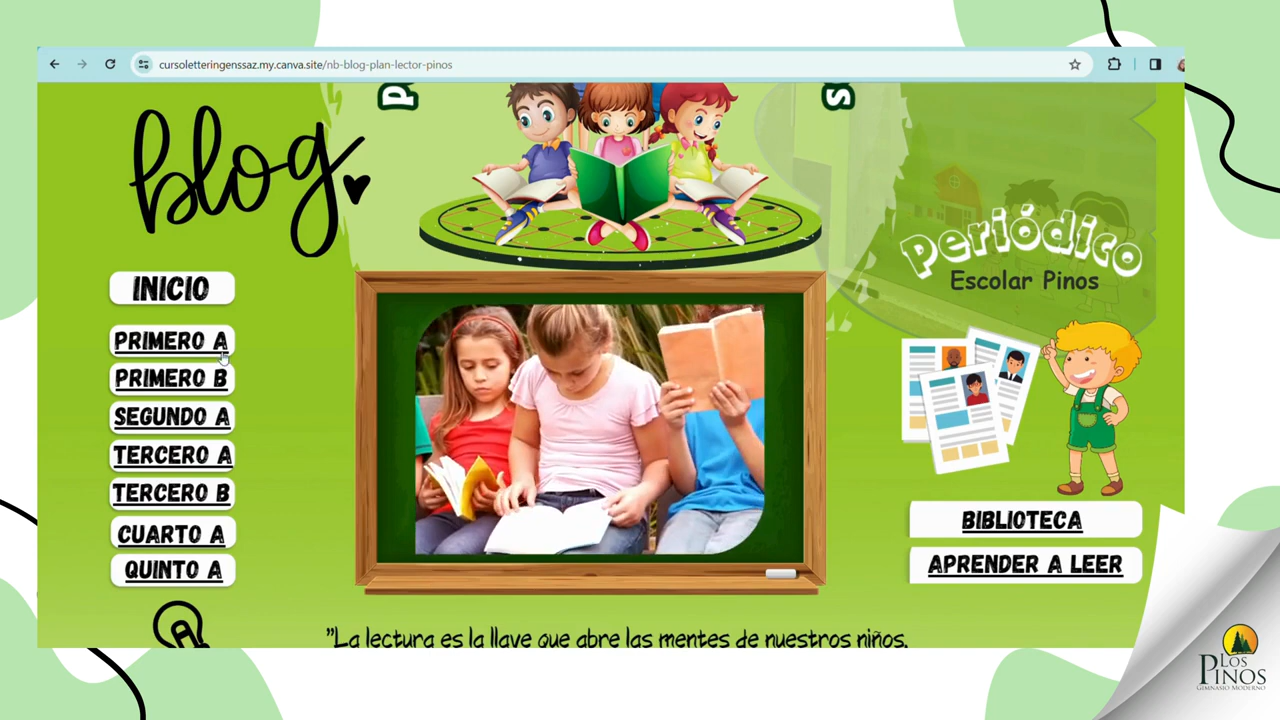 cursoletteringenssaz.my.canva.site/nb-blog-plan-lector-pinos
blog
P
s
Periódico
Escolar Pinos
INICIO
PRIMERO A
PRIMERO B
SEGUNDO A
TERCERO A
TERCERO B
CUARTO A
QUINTO A
BIBLIOTECA
APRENDER A LEER
"La lectura es la llave que abre las mentes de nuestros niños,
LOS
PINOS
GIMNASIO MODERNO